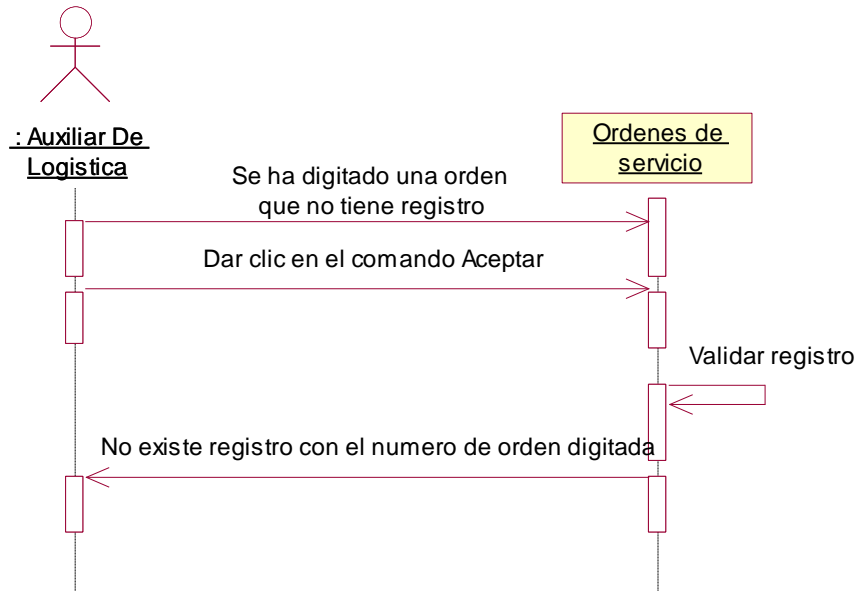 : Auxiliar De
Logistica
Ordenes de
servicio
Se ha digitado una orden
que no tiene registro
Dar clic en el comando Aceptar
Validar registro
No existe registro con el numero de orden digitada